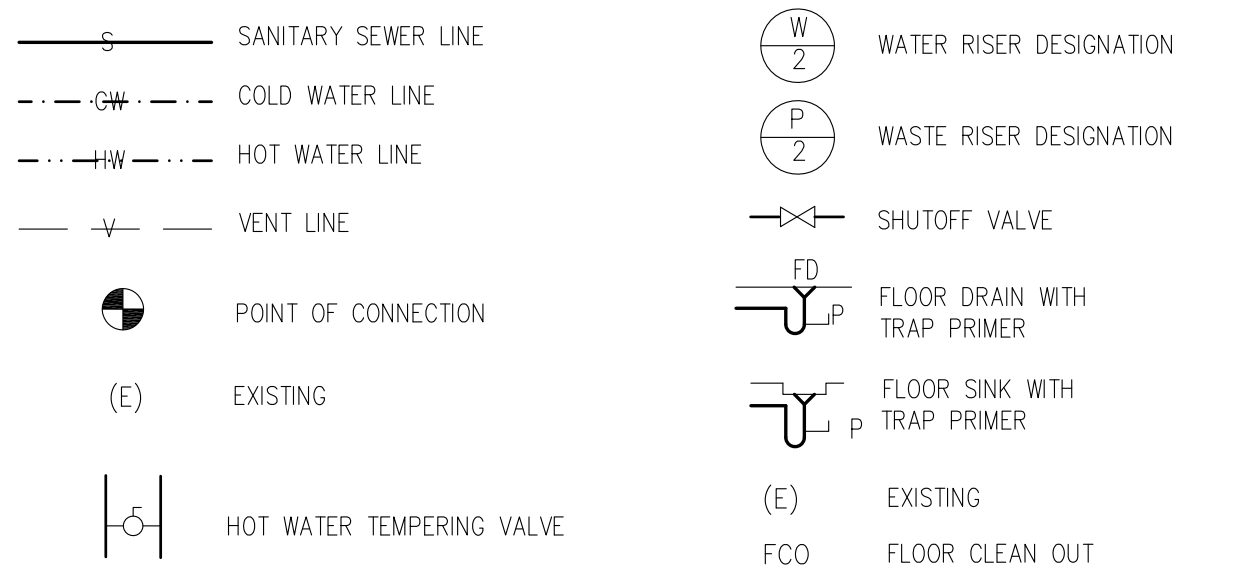 S SANITARY SEWER LINE
CW COLD WATER LINE
HW HOT WATER LINE
V VENT LINE
POINT OF CONNECTION
(E) EXISTING
HOT WATER TEMPERING VALVE
W
2
WATER RISER DESIGNATION
P
2
WASTE RISER DESIGNATION
SHUTOFF VALVE
FD
P
FLOOR DRAIN WITH
TRAP PRIMER
P
FLOOR SINK WITH
TRAP PRIMER
(E) EXISTING
FCO FLOOR CLEAN OUT